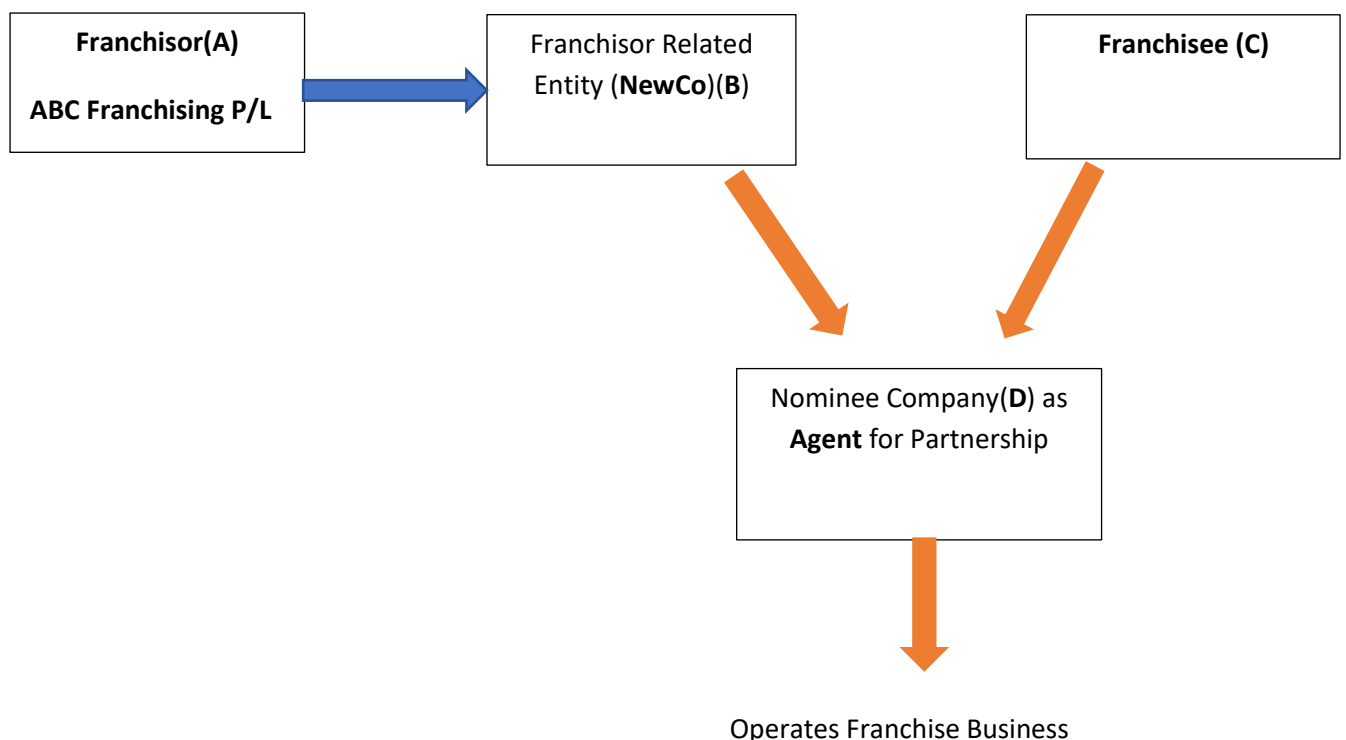 Franchisor(A)
ABC Franchising P/L
Franchisor Related
Entity (NewCo)(B)
Franchisee (C)
Nominee Company(D) as
Agent for Partnership
Operates Franchise Business